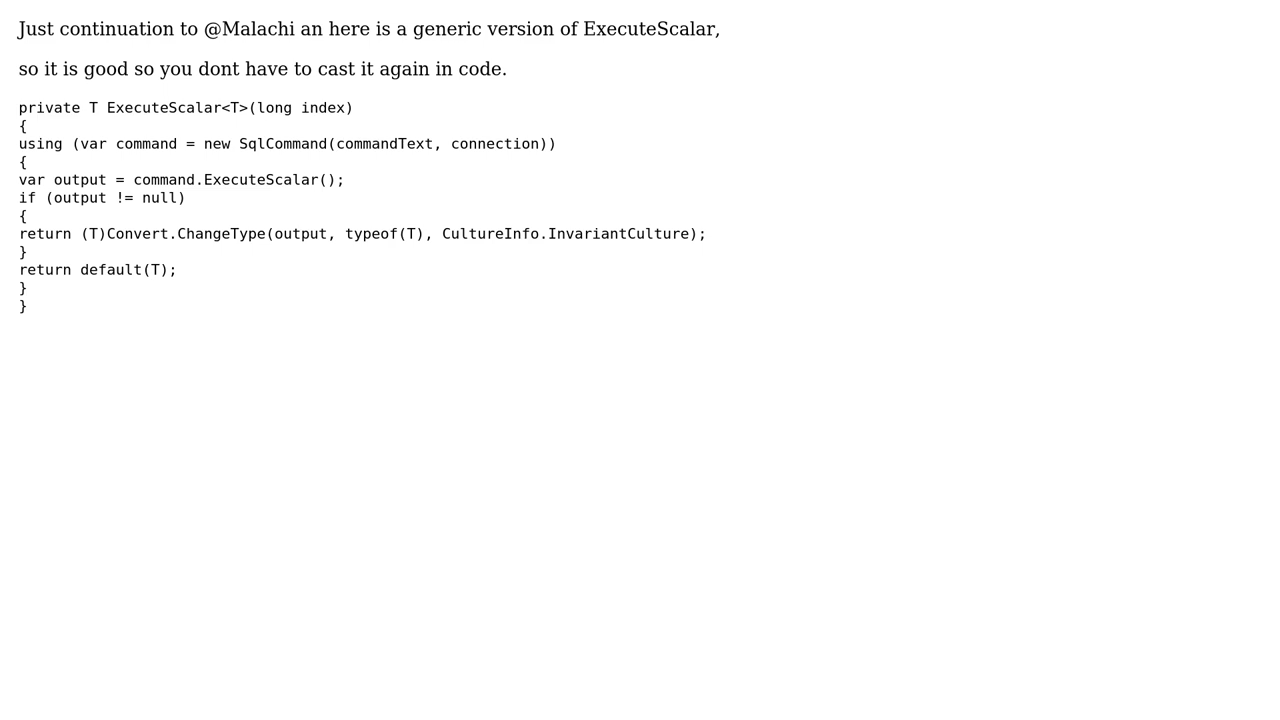 Just continuation to @Malachi an here is a generic version of ExecuteScalar,
so it is good so you dont have to cast it again in code.
private T ExecuteScalar<T>(long index)
{
using (var command = new SqlCommand(commandText, connection))
{
var output = command.ExecuteScalar();
if (output != null)
{
return (T)Convert.ChangeType(output, typeof(T), CultureInfo.InvariantCulture);
}
return default(T);
}
}